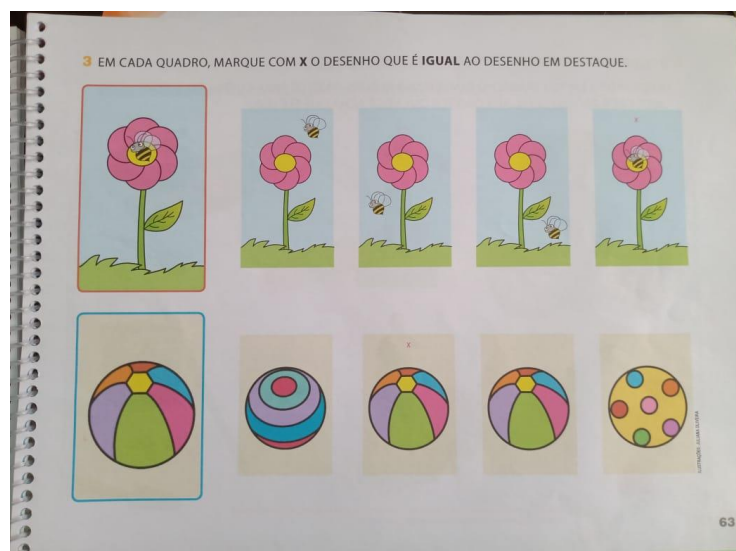 3 EM CADA QUADRO, MARQUE COM X O DESENHO QUE É IGUAL AO DESENHO EM DESTAQUE.
X
X
63